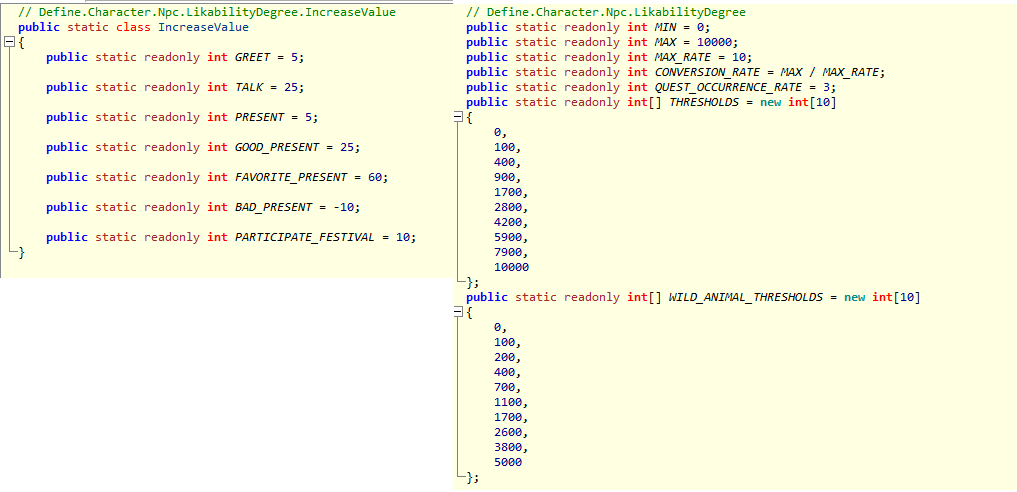 // Define.Character.Npc.LikabilityDegree.IncreaseValue
public static class IncreaseValue
{
public static readonly int GREET = 5;
public static readonly int TALK = 25;
public static readonly int PRESENT = 5;
public static readonly int GOOD_PRESENT = 25;
public static readonly int FAVORITE_PRESENT = 60;
public static readonly int BAD_PRESENT = -10;
public static readonly int PARTICIPATE_FESTIVAL = 10;
}
// Define.Character.Npc.LikabilityDegree
public static readonly int MIN = 0;
public static readonly int MAX = 10000;
public static readonly int MAX_RATE = 10;
public static readonly int CONVERSION_RATE = MAX / MAX_RATE;
public static readonly int QUEST_OCCURRENCE_RATE = 3;
public static readonly int[] THRESHOLDS = new int[10]
{
0,
100,
400,
900,
1700,
2800,
4200,
5900,
7900,
10000
};
public static readonly int[] WILD_ANIMAL_THRESHOLDS = new int[10]
{
0,
100,
200,
400,
700,
1100,
1700,
2600,
3800,
5000
};